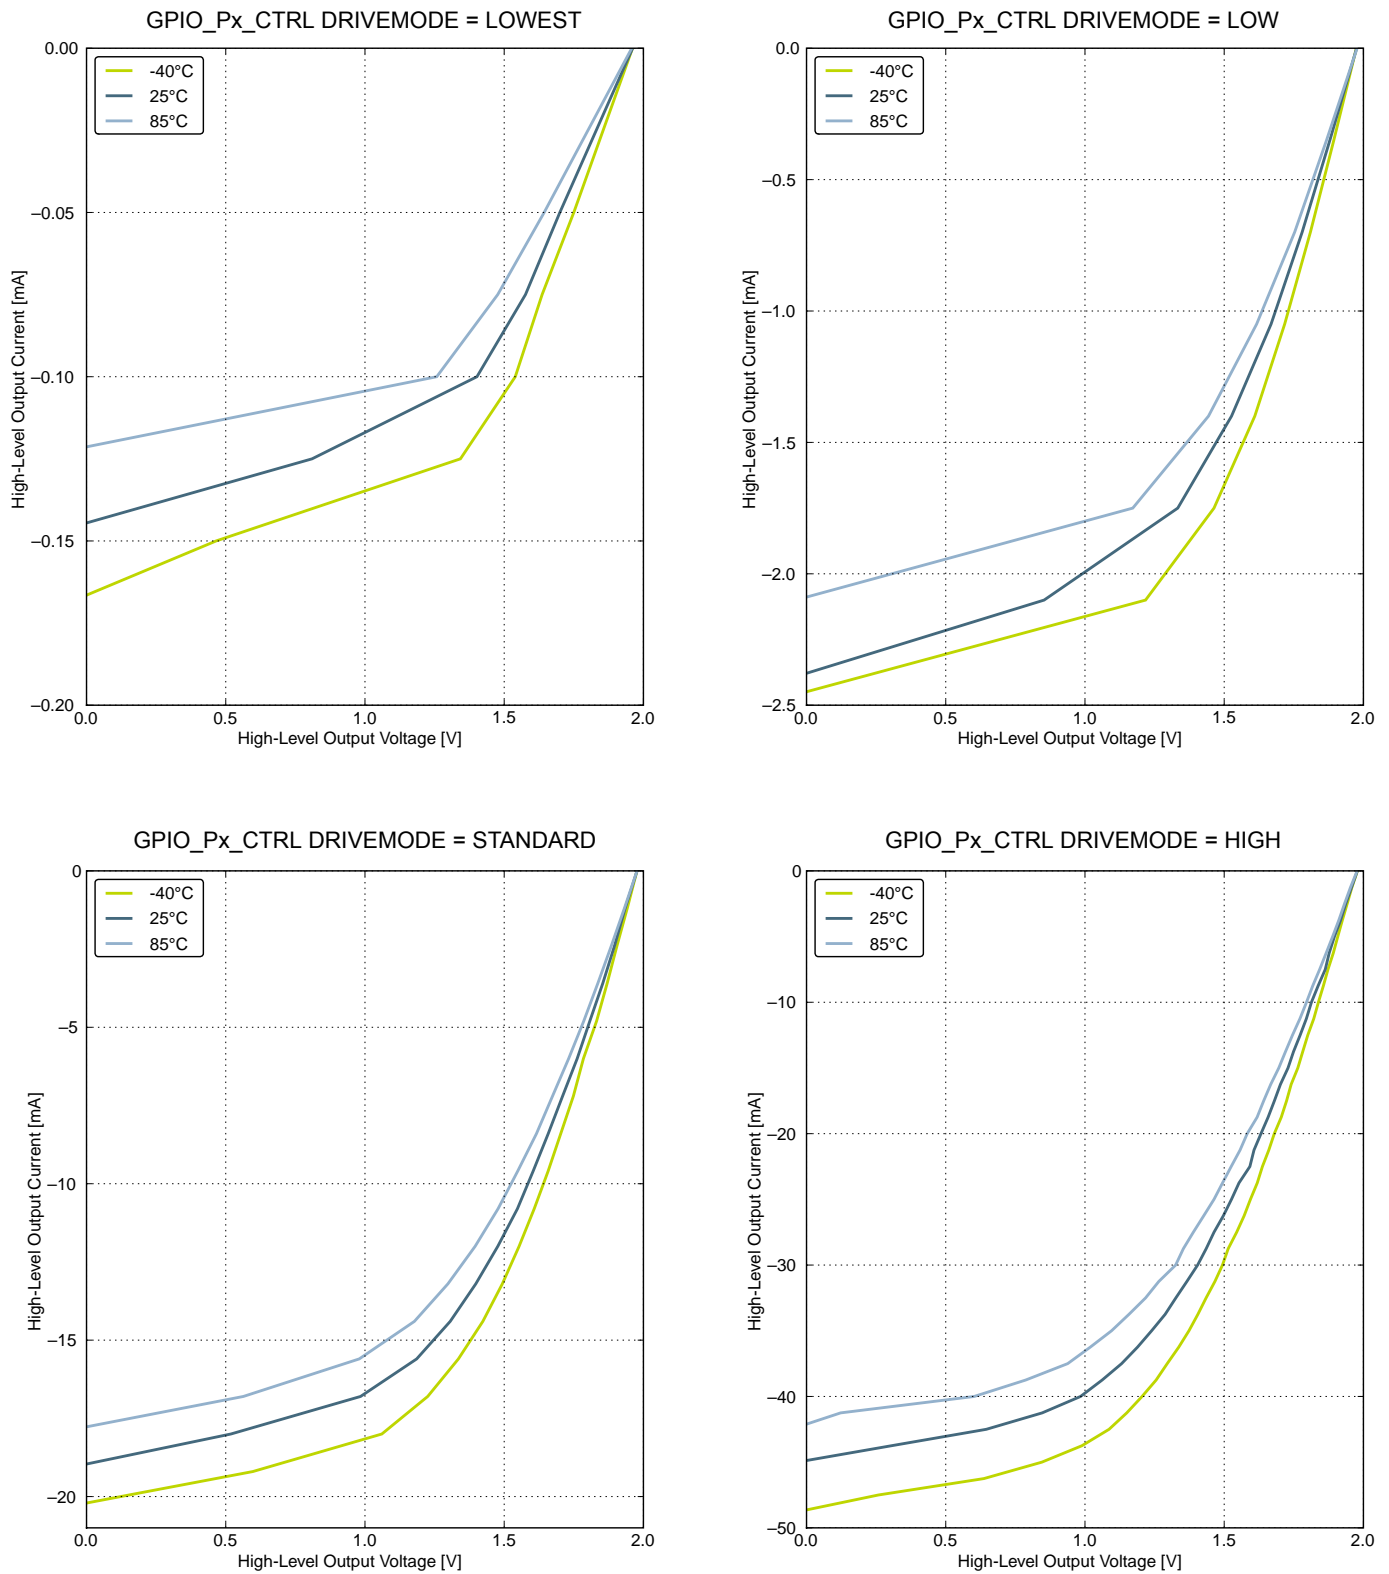 GPIO_Px_CTRL DRIVEMODE = LOWEST
0.00
–0.05
–0.10
–0.15
–0.20
High-Level Output Current [mA]
-40°C
25°C
85°C
0.0 0.5 1.0 1.5 2.0
High-Level Output Voltage [V]
GPIO_Px_CTRL DRIVEMODE = LOW
0.0
–0.5
–1.0
–1.5
–2.0
–2.5
High-Level Output Current [mA]
-40°C
25°C
85°C
0.0 0.5 1.0 1.5 2.0
High-Level Output Voltage [V]
GPIO_Px_CTRL DRIVEMODE = STANDARD
0
–5
–10
–15
–20
High-Level Output Current [mA]
-40°C
25°C
85°C
0.0 0.5 1.0 1.5 2.0
High-Level Output Voltage [V]
GPIO_Px_CTRL DRIVEMODE = HIGH
0
–10
–20
–30
–40
–50
High-Level Output Current [mA]
-40°C
25°C
85°C
0.0 0.5 1.0 1.5 2.0
High-Level Output Voltage [V]